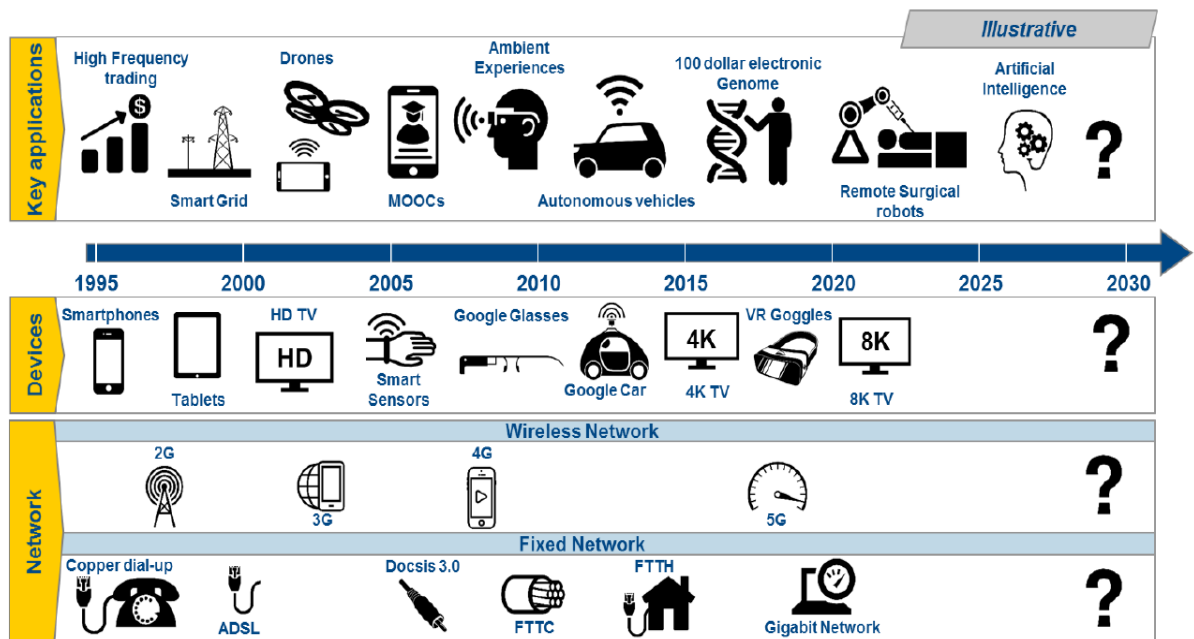 Illustrative
Key applications
High Frequency
trading
$
Smart Grid
Drones
MOOCs
Ambient
Experiences
Autonomous vehicles
100 dollar electronic
Genome
Remote Surgical
robots
Artificial
Intelligence
?
1995 2000 2005 2010 2015 2020 2025 2030
Devices
Smartphones
Tablets
HD TV
HD
Smart
Sensors
Google Glasses
Google Car
4K
4K TV
VR Goggles
8K
8K TV
?
Network
Wireless Network
2G
3G
4G
5G
?
Fixed Network
Copper dial-up
ADSL
Docsis 3.0
FTTC
FTTH
Gigabit Network
?